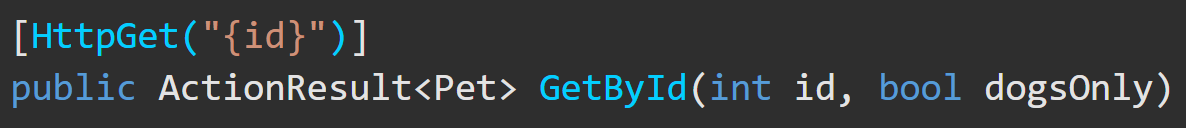 [HttpGet("{id}")]
public ActionResult<Pet> GetById(int id, bool dogsOnly)